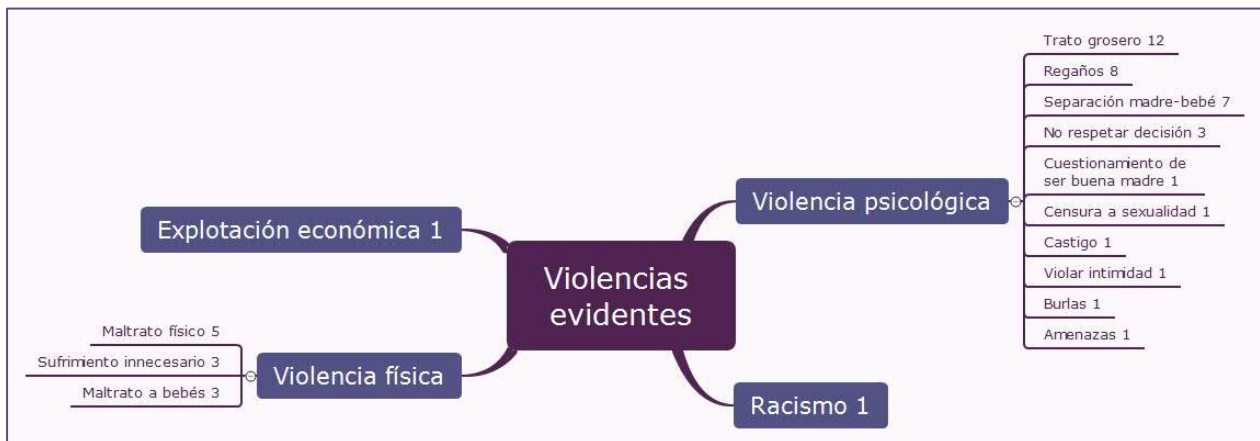 Violencias
evidentes
Violencia psicológica
Trato grosero 12
Regaños 8
Separación madre-bebé 7
No respetar decisión 3
Cuestionamiento de
ser buena madre 1
Censura a sexualidad 1
Castigo 1
Violar intimidad 1
Burlas 1
Amenazas 1
Racismo 1
Explotación económica 1
Violencia física
Maltrato físico 5
Sufrimiento innecesario 3
Maltrato a bebés 3